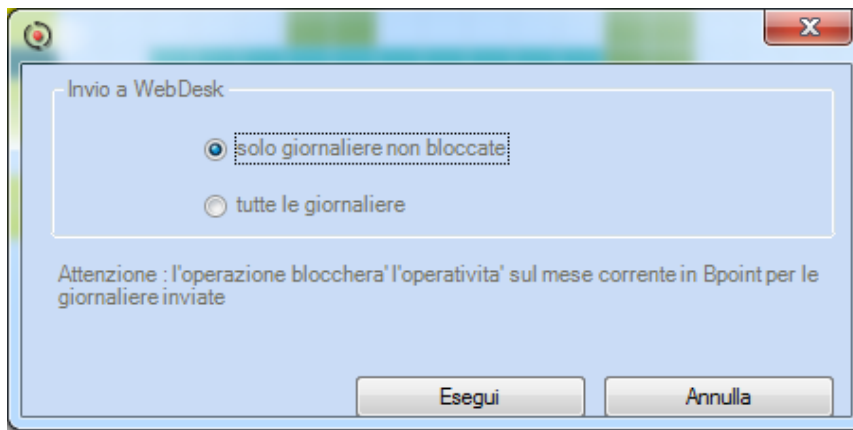 Invio a WebDesk
solo giornaliere non bloccate
tutte le giornaliere
Attenzione : l'operazione blocchera' l'operativita' sul mese corrente in Bpoint per le
giornaliere inviate
Esegui
Annulla